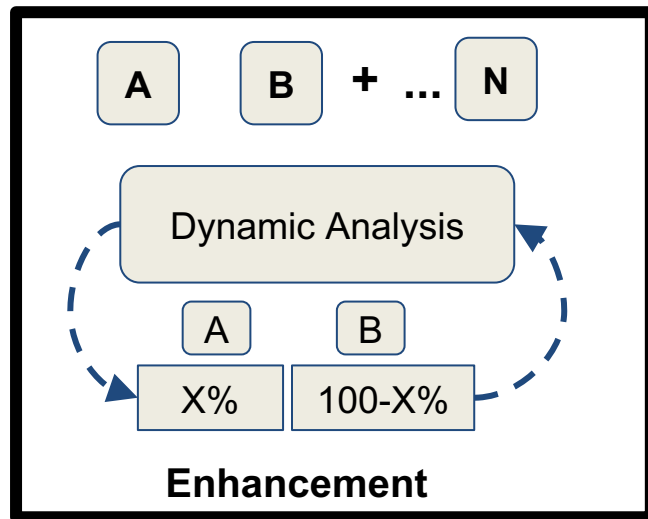 A B + ... N
Dynamic Analysis
A B
X% 100-X%
Enhancement